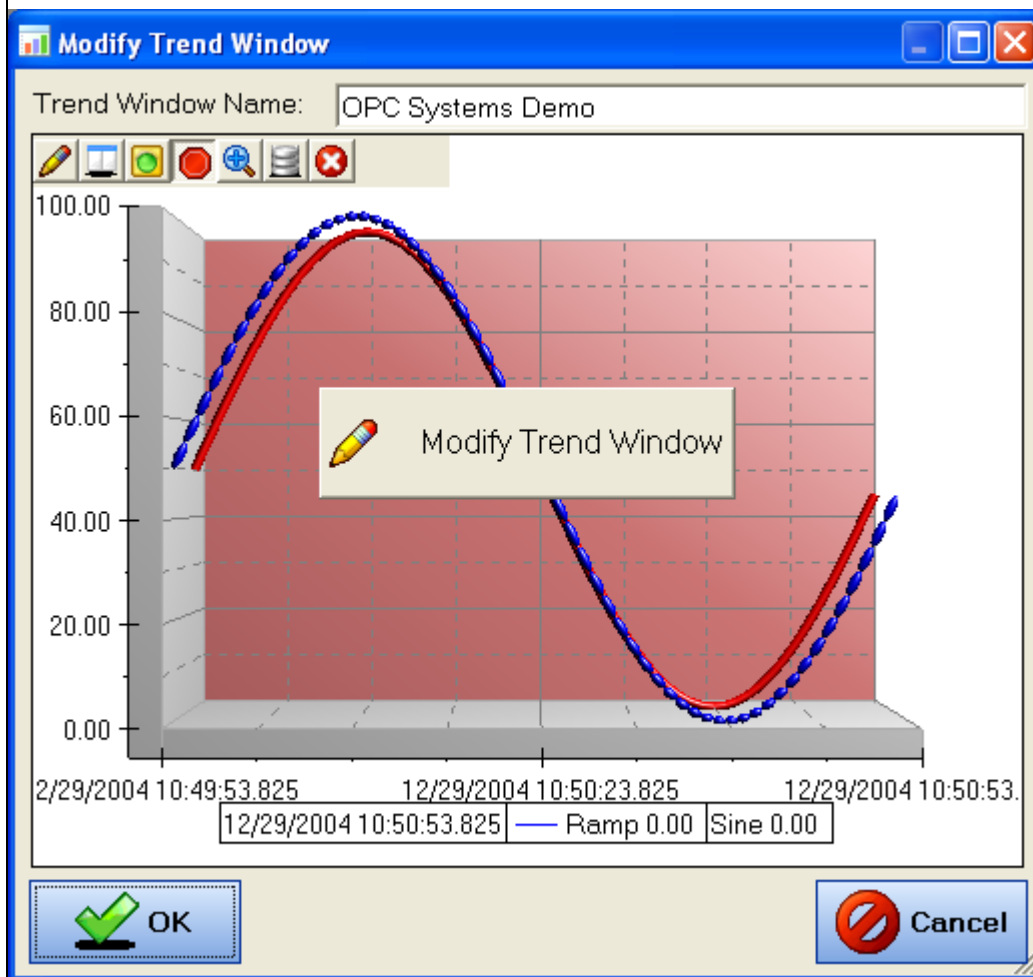 Modify Trend Window
Trend Window Name: OPC Systems Demo
100.00
80.00
60.00
Modify Trend Window
40.00
20.00
0.00
2/29/2004 10:49:53.825 12/29/2004 10:50:23.825 12/29/2004 10:50:53.
12/29/2004 10:50:53.825 Ramp 0.00 Sine 0.00
OK Cancel